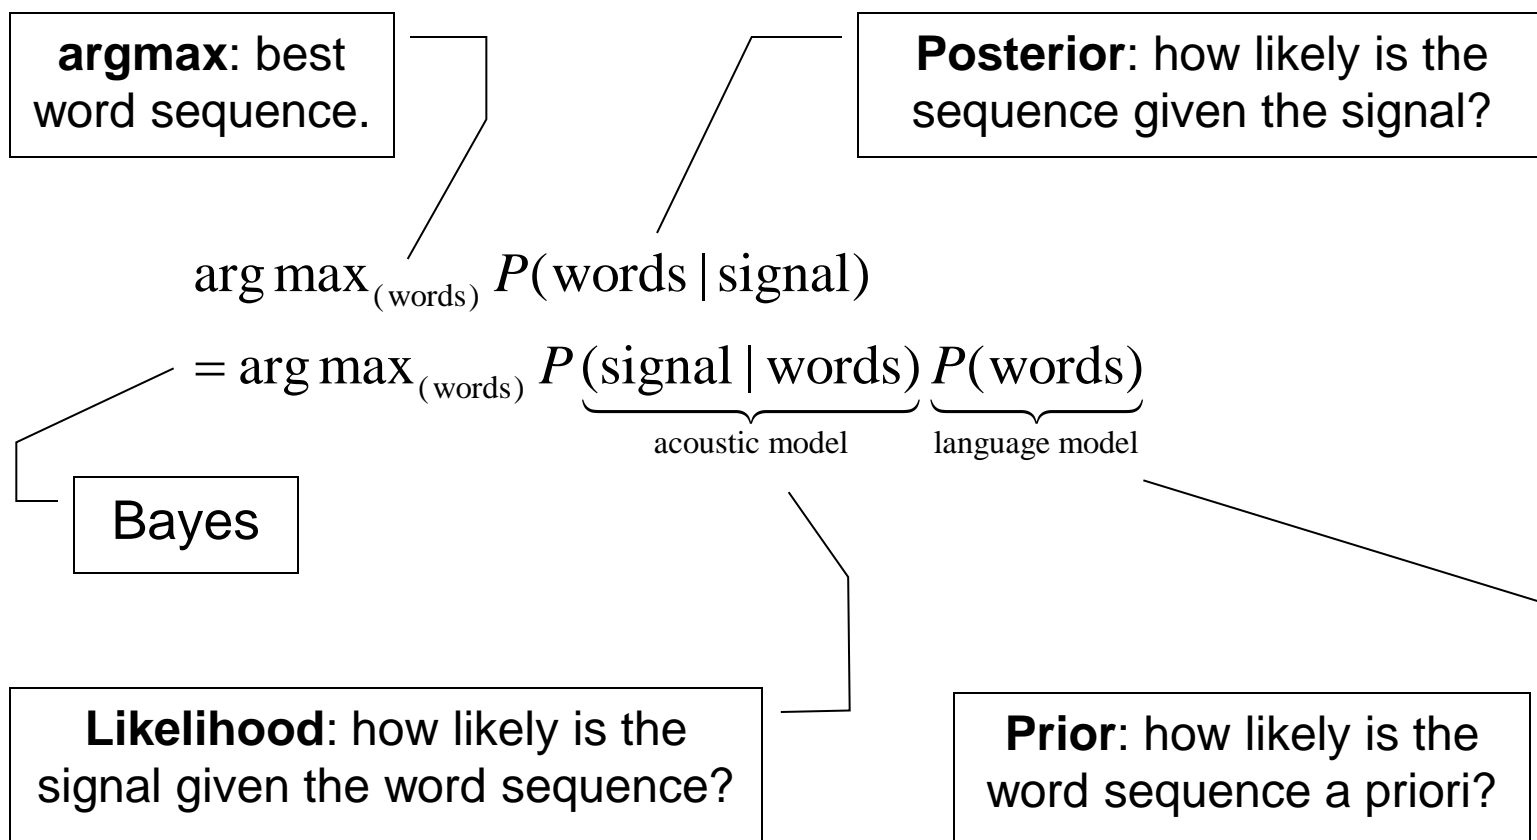 argmax: best
word sequence.
Posterior: how likely is the
sequence given the signal?
arg max(words) P(words | signal)
= arg max(words) P(signal | words) P(words)
acoustic model
language model
Bayes
Likelihood: how likely is the
signal given the word sequence?
Prior: how likely is the
word sequence a priori?